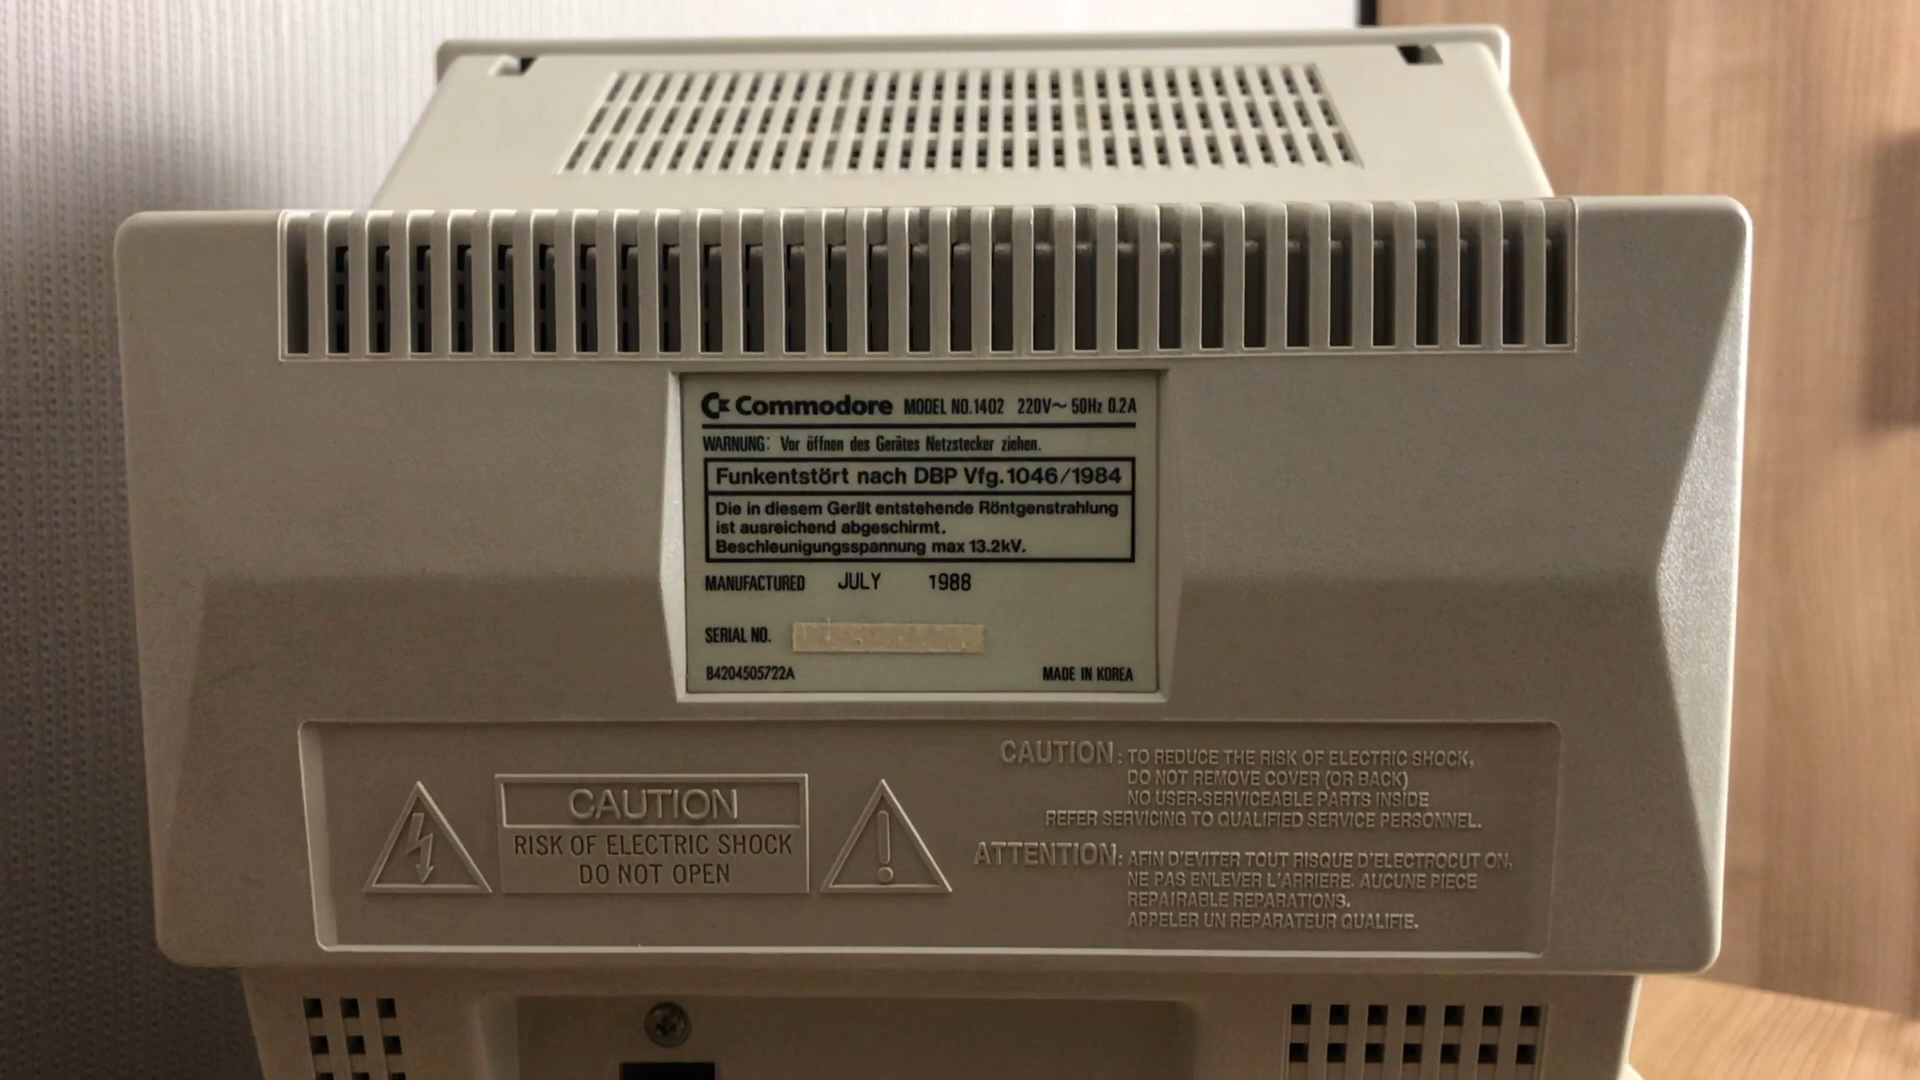 Commodore MODEL NO.1402 220V~ 50Hz 0.2A
WARNUNG: Vor öffnen des Gerätes Netzstecker ziehen.
Funkentstört nach DBP Vfg.1046/1984
Die in diesem Gerät entstehende Röntgenstrahlung
ist ausreichend abgeschirmt.
Beschleunigungsspannung max 13.2kV.
MANUFACTURED JULY 1988
SERIAL NO.
B4204505722A MADE IN KOREA
CAUTION
RISK OF ELECTRIC SHOCK
DO NOT OPEN
CAUTION: TO REDUCE THE RISK OF ELECTRIC SHOCK,
DO NOT REMOVE COVER (OR BACK)
NO USER-SERVICEABLE PARTS INSIDE
REFER SERVICING TO QUALIFIED SERVICE PERSONNEL.
ATTENTION: AFIN D'EVITER TOUT RISQUE D'ELECTROCUT ON,
NE PAS ENLEVER L'ARRIERE. AUCUNE PIECE
REPAIRABLE REPARATIONS.
APPELER UN REPARATEUR QUALIFIE.